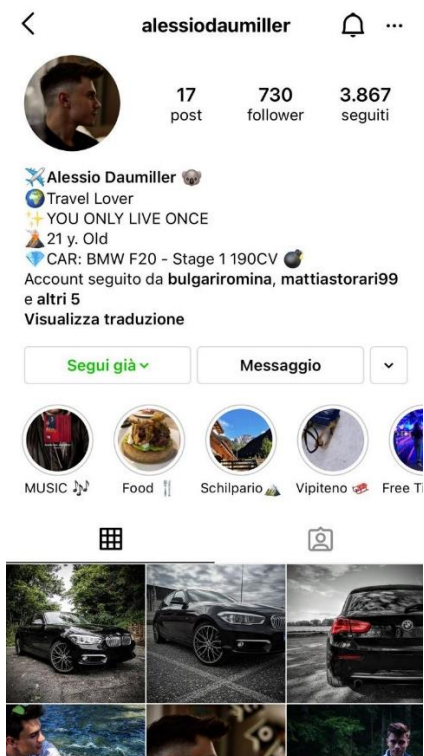 alessiodaumiller
17 730 3.867
post follower seguiti
✈️Alessio Daumiller 🐨
🌍Travel Lover
✨YOU ONLY LIVE ONCE
🌋21 y. Old
💎CAR: BMW F20 - Stage 1 190CV 💣
Account seguito da bulgariromina, mattiastorari99
e altri 5
Visualizza traduzione
Segui già Messaggio
MUSIC 🎶 Food 🍴 Schilpario 🏔️ Vipiteno 🛷 Free Ti